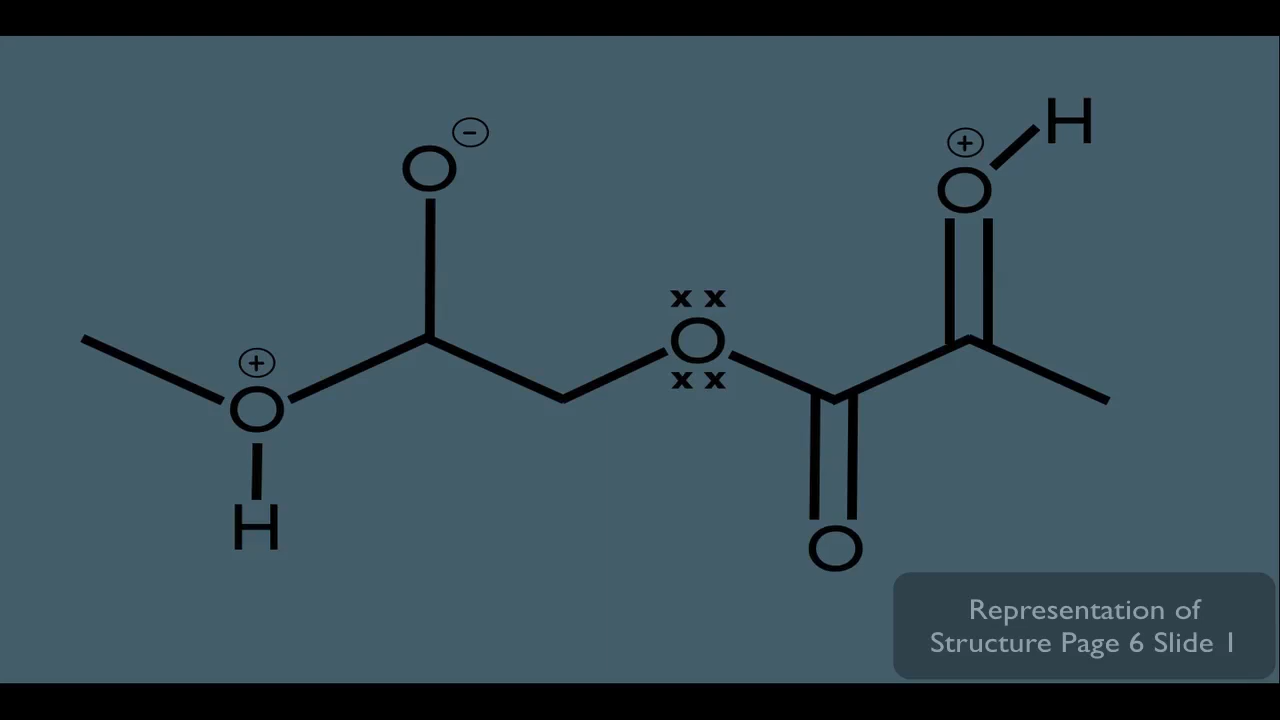 H
−
+
O
O
x x
+
O
O
x x
O
H
O
Representation of
Structure Page 6 Slide 1